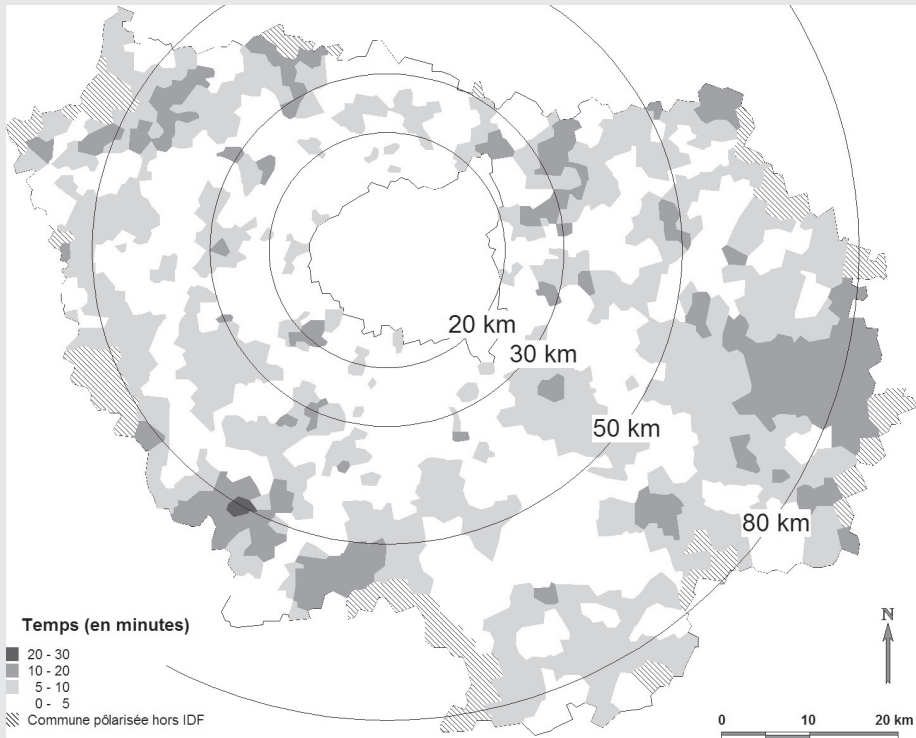 20 km
30 km
50 km
80 km
Temps (en minutes)
20 - 30
10 - 20
5 - 10
0 - 5
Commune pôlarisée hors IDF
N
0 10 20 km